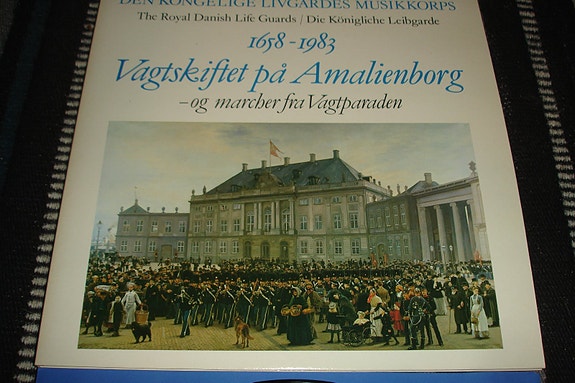 DEN KONGELIGE LIVGARDES MUSIKKORPS
The Royal Danish Life Guards / Die Königliche Leibgarde
1658-1983
Vagtskiftet på Amalienborg
– og marcher fra Vagtparaden